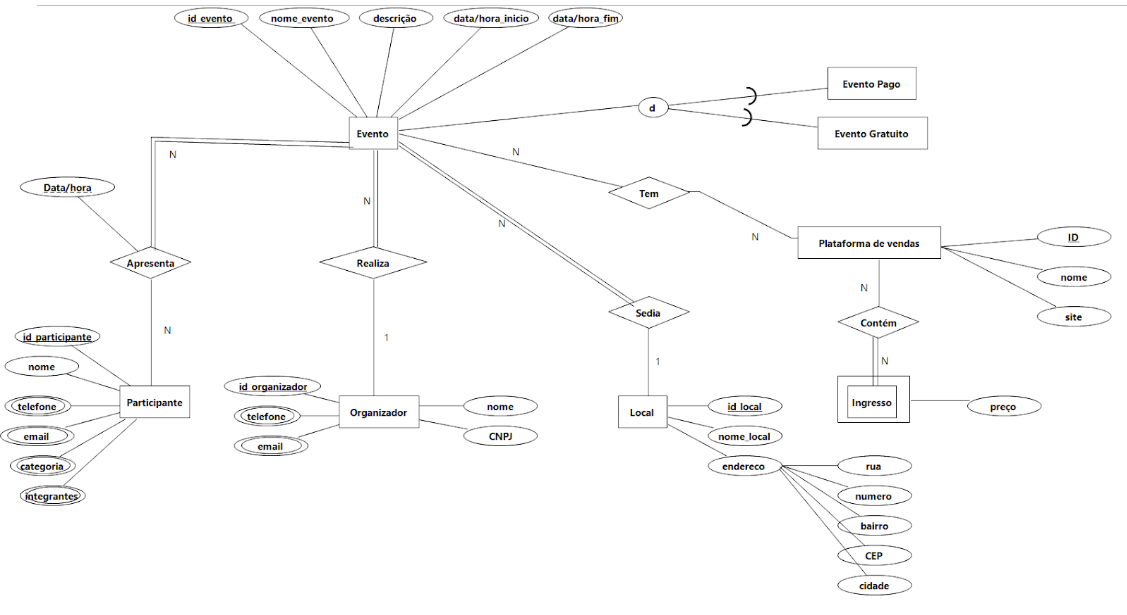 id_evento
nome_evento
descrição
data/hora_inicio
data/hora_fim
Evento Pago
d
Evento
Evento Gratuito
N
N
Data/hora
Tem
N
N
N
Plataforma de vendas
ID
Apresenta
Realiza
nome
N
Sedia
site
Contém
N
id_participante
1
1
N
nome
id_organizador
Participante
telefone
telefone
Organizador
nome
Local
id_local
Ingresso
preço
email
email
CNPJ
nome_local
categoria
endereco
rua
integrantes
numero
bairro
CEP
cidade